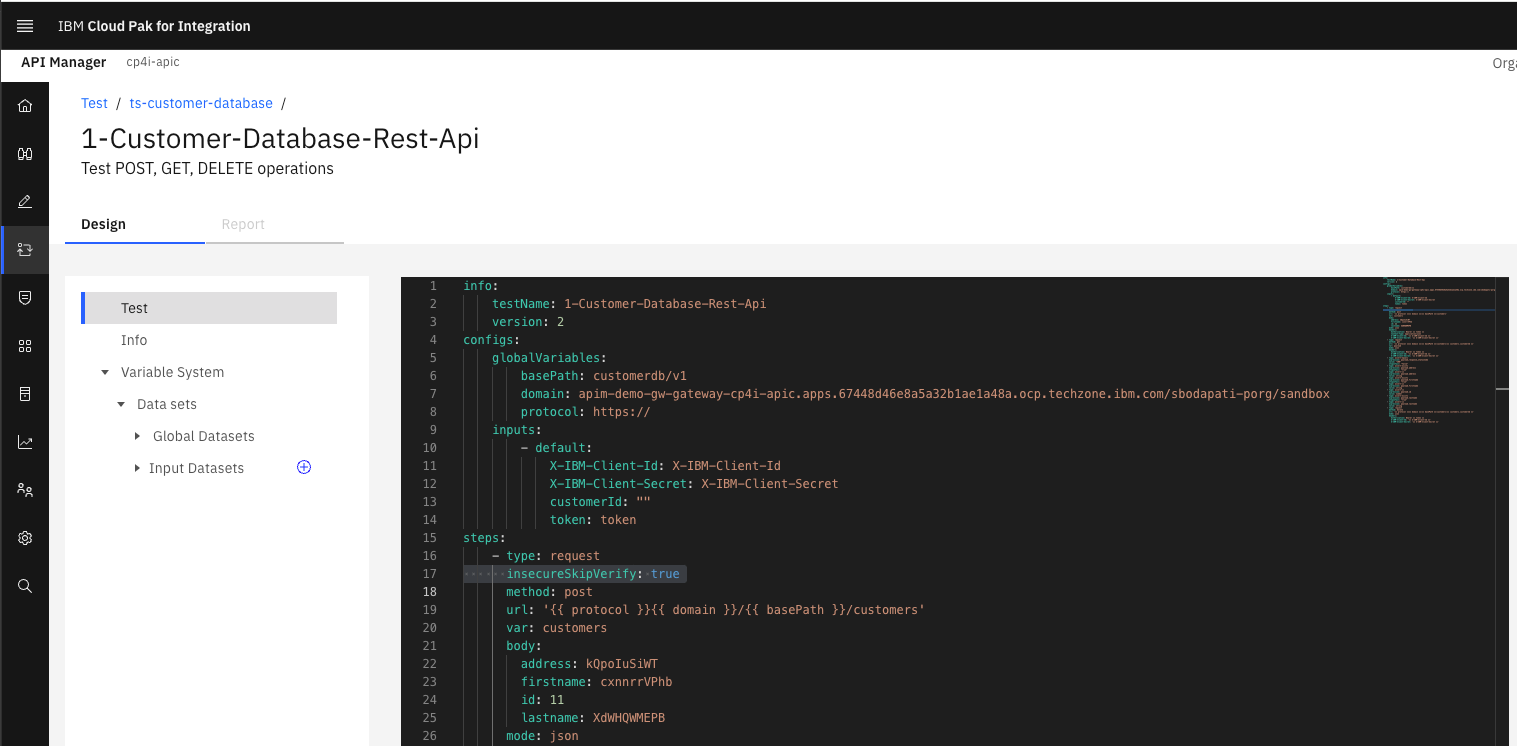 IBM Cloud Pak for Integration
API Manager cp4i-apic Orga
Test / ts-customer-database /
1-Customer-Database-Rest-Api
Test POST, GET, DELETE operations
Design Report
Test
Info
Variable System
Data sets
Global Datasets
Input Datasets
1 info:
2 testName: 1-Customer-Database-Rest-Api
3 version: 2
4 configs:
5 globalVariables:
6 basePath: customerdb/v1
7 domain: apim-demo-gw-gateway-cp4i-apic.apps.67448d46e8a5a32b1ae1a48a.ocp.techzone.ibm.com/sbodapati-porg/sandbox
8 protocol: https://
9 inputs:
10 - default:
11 X-IBM-Client-Id: X-IBM-Client-Id
12 X-IBM-Client-Secret: X-IBM-Client-Secret
13 customerId: ""
14 token: token
15 steps:
16 - type: request
17 insecureSkipVerify: true
18 method: post
19 url: '{{ protocol }}{{ domain }}/{{ basePath }}/customers'
20 var: customers
21 body:
22 address: kQpoIuSiWT
23 firstname: cxnnrrVPhb
24 id: 11
25 lastname: XdWHQWMEPB
26 mode: json